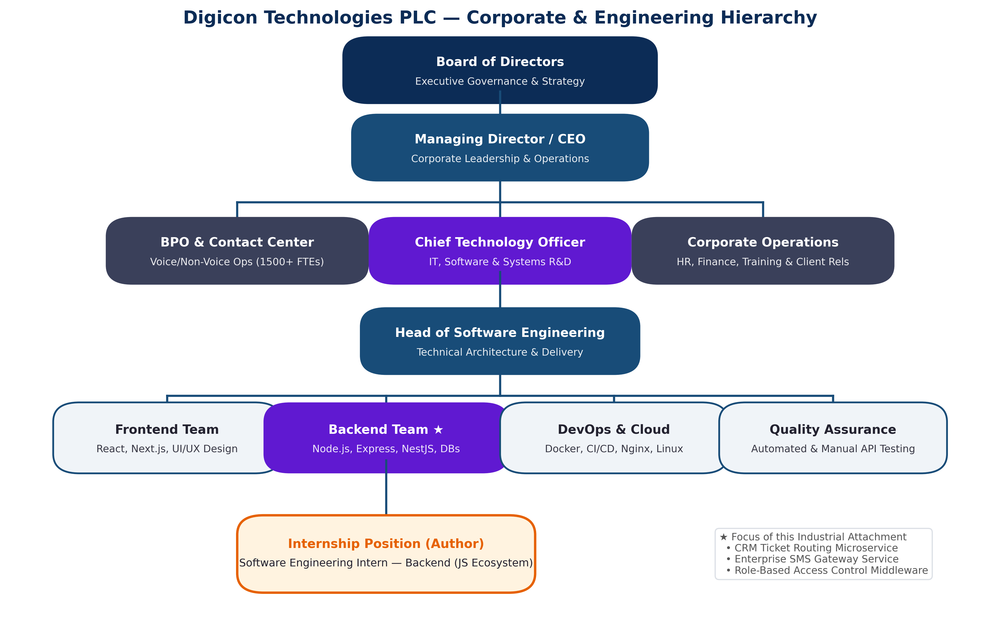 Digicon Technologies PLC — Corporate & Engineering Hierarchy
Board of Directors
Executive Governance & Strategy
Managing Director / CEO
Corporate Leadership & Operations
BPO & Contact Center
Voice/Non-Voice Ops (1500+ FTEs)
Chief Technology Officer
IT, Software & Systems R&D
Corporate Operations
HR, Finance, Training & Client Rels
Head of Software Engineering
Technical Architecture & Delivery
Frontend Team
React, Next.js, UI/UX Design
Backend Team ★
Node.js, Express, NestJS, DBs
DevOps & Cloud
Docker, CI/CD, Nginx, Linux
Quality Assurance
Automated & Manual API Testing
Internship Position (Author)
Software Engineering Intern — Backend (JS Ecosystem)
★ Focus of this Industrial Attachment
• CRM Ticket Routing Microservice
• Enterprise SMS Gateway Service
• Role-Based Access Control Middleware